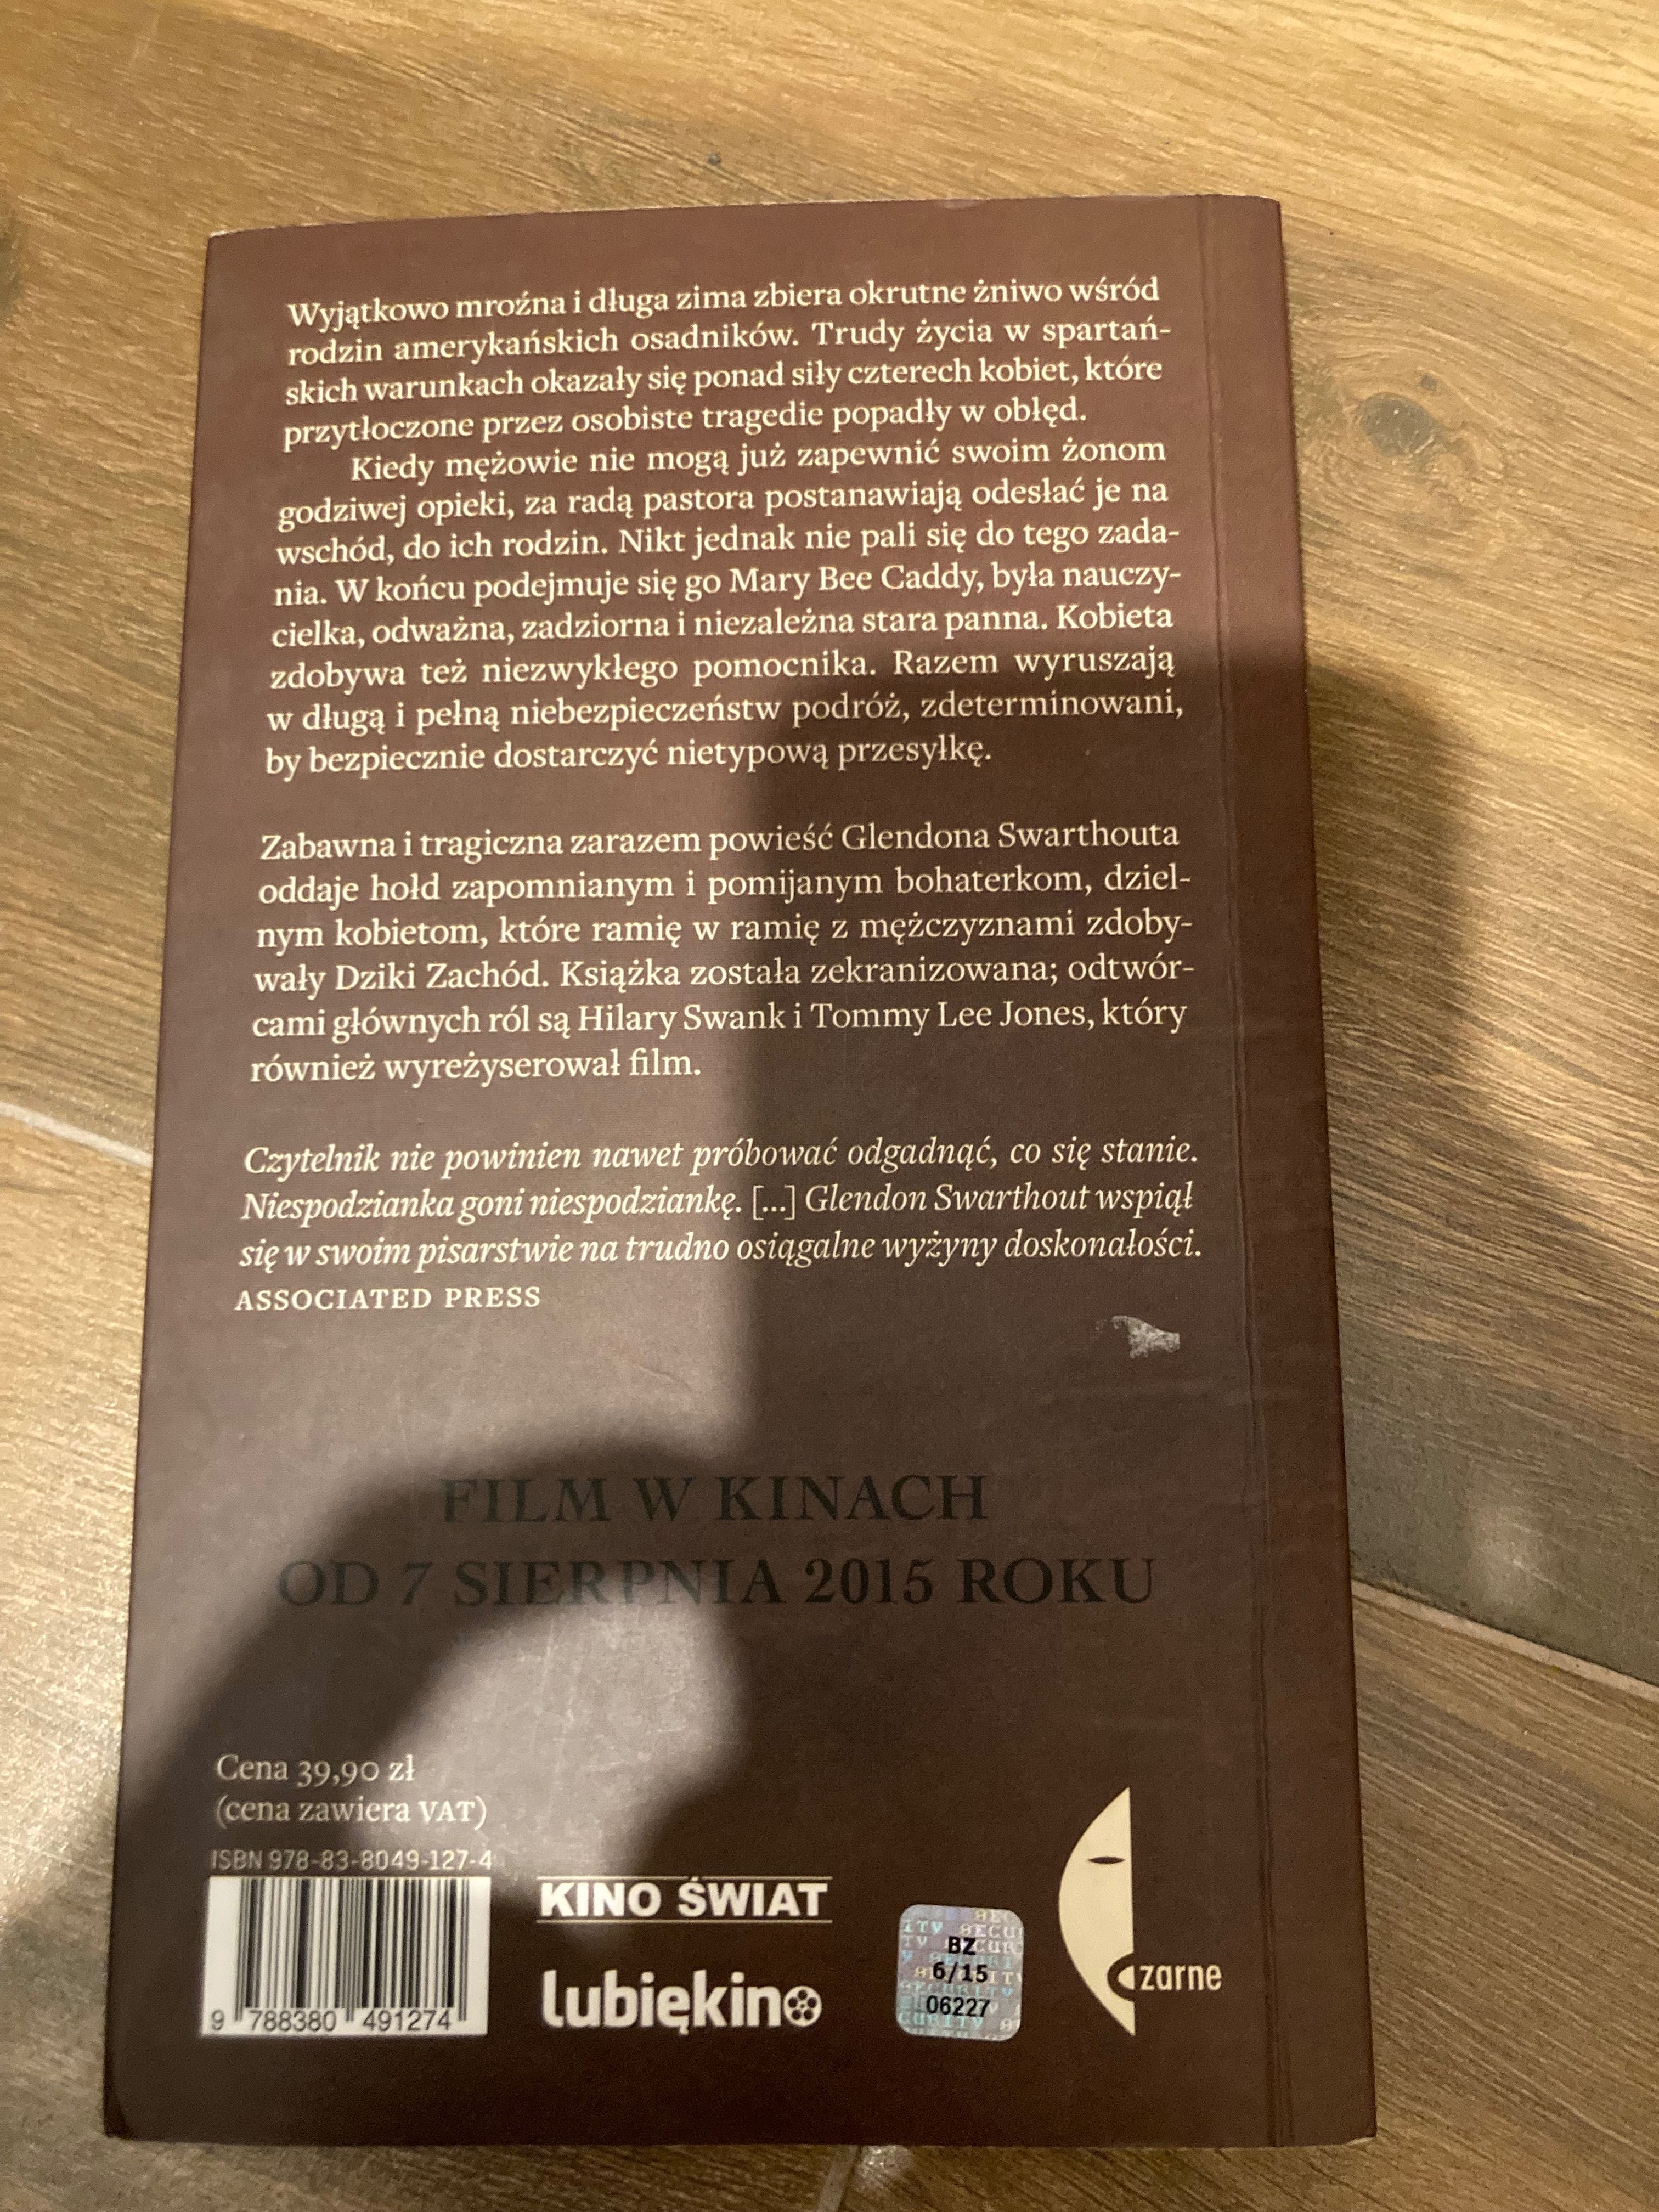 Wyjątkowo mroźna i długa zima zbiera okrutne żniwo wśród
rodzin amerykańskich osadników. Trudy życia w spartań-
skich warunkach okazały się ponad siły czterech kobiet, które
przytłoczone przez osobiste tragedie popadły w obłęd.
Kiedy mężowie nie mogą już zapewnić swoim żonom
godziwej opieki, za radą pastora postanawiają odesłać je na
wschód, do ich rodzin. Nikt jednak nie pali się do tego zada-
nia. W końcu podejmuje się go Mary Bee Caddy, była nauczy-
cielka, odważna, zadziorna i niezależna stara panna. Kobieta
zdobywa też niezwykłego pomocnika. Razem wyruszają
w długą i pełną niebezpieczeństw podróż, zdeterminowani,
by bezpiecznie dostarczyć nietypową przesyłkę.
Zabawna i tragiczna zarazem powieść Glendona Swarthouta
oddaje hołd zapomnianym i pomijanym bohaterkom, dziel-
nym kobietom, które ramię w ramię z mężczyznami zdoby-
wały Dziki Zachód. Książka została zekranizowana; odtwór-
cami głównych ról są Hilary Swank i Tommy Lee Jones, który
również wyreżyserował film.
Czytelnik nie powinien nawet próbować odgadnąć, co się stanie.
Niespodzianka goni niespodziankę. [...] Glendon Swarthout wspiął
się w swoim pisarstwie na trudno osiągalne wyżyny doskonałości.
ASSOCIATED PRESS
FILM W KINACH
OD 7 SIERPNIA 2015 ROKU
Cena 39,90 zł
(cena zawiera VAT)
ISBN 978-83-8049-127-4
9 788380 491274
KINO ŚWIAT
lubiękino
BZ
6/15
06227
Czarne